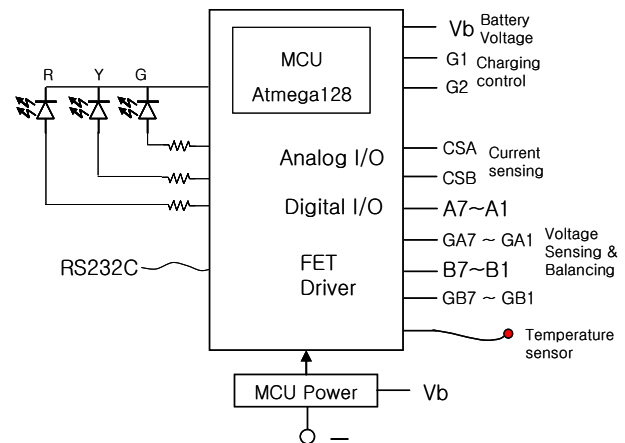 Vb Battery
Voltage
G1 Charging
control
G2
MCU
Atmega128
R Y G
Analog I/O
CSA Current
sensing
CSB
Digital I/O
A7~A1
GA7 ~ GA1 Voltage
Sensing &
Balancing
B7~B1
GB7 ~ GB1
RS232C
FET
Driver
Temperature
sensor
MCU Power
Vb